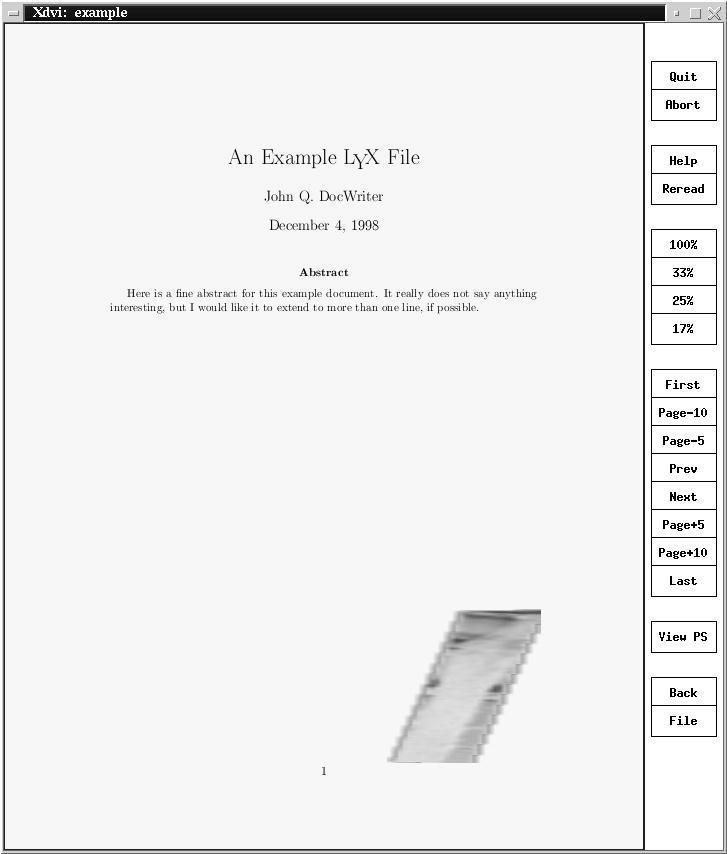 Xdvi: example
An Example LYX File
John Q. DocWriter
December 4, 1998
Abstract
Here is a fine abstract for this example document. It really does not say anything
interesting, but I would like it to extend to more than one line, if possible.
1
Quit
Abort
Help
Reread
100%
33%
25%
17%
First
Page-10
Page-5
Prev
Next
Page+5
Page+10
Last
View PS
Back
File